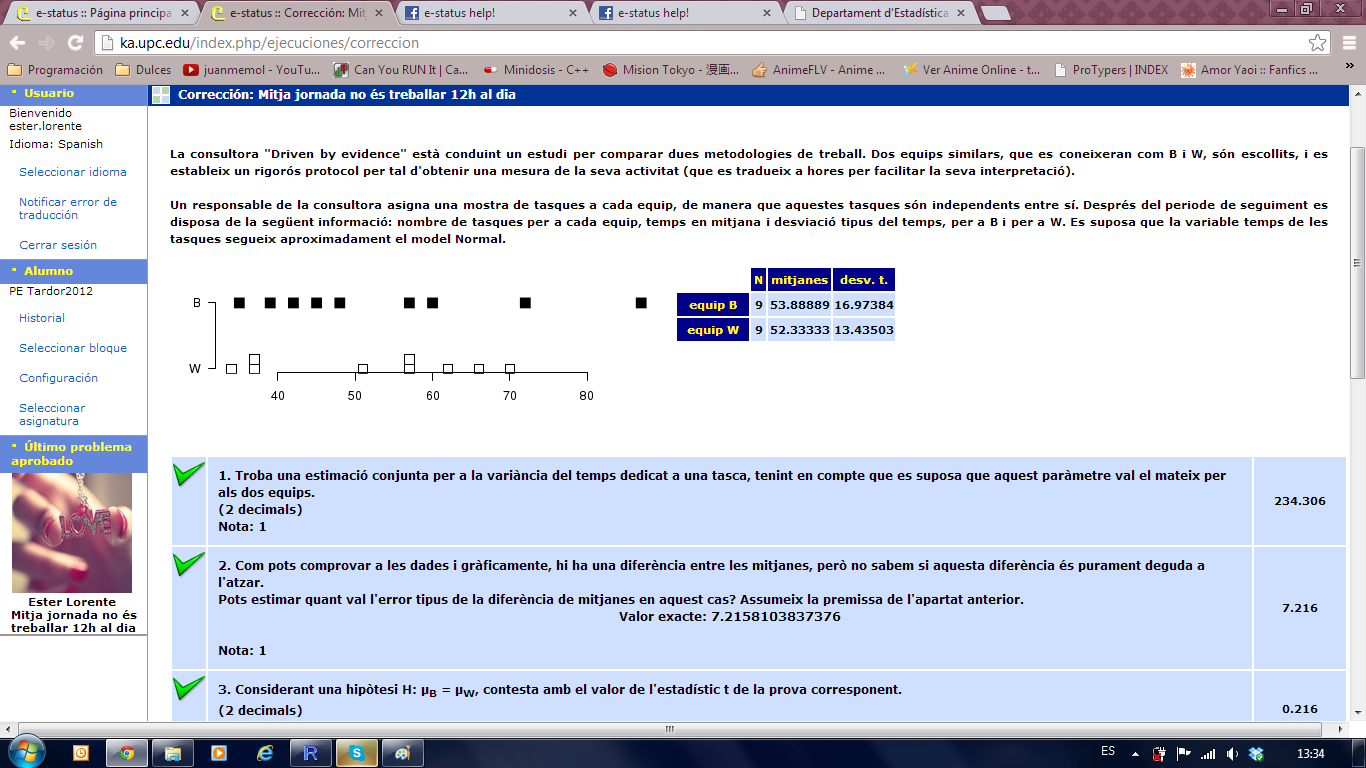 e-status :: Página principa
e-status :: Corrección: Mit
e-status help!
e-status help!
Departament d'Estadística
ka.upc.edu/index.php/ejecuciones/correccion
Programación
Dulces
juanmemol - YouTu...
Can You RUN It | Ca...
Minidosis - C++
Mision Tokyo - 漫画...
AnimeFLV - Anime ...
Ver Anime Online - t...
ProTypers | INDEX
Amor Yaoi :: Fanfics ...
»
Usuario
Bienvenido
ester.lorente
Idioma: Spanish
Seleccionar idioma
Notificar error de
traducción
Cerrar sesión
Alumno
PE Tardor2012
Historial
Seleccionar bloque
Configuración
Seleccionar
asignatura
Último problema
aprobado
LOVE
Ester Lorente
Mitja jornada no és
treballar 12h al dia
Corrección: Mitja jornada no és treballar 12h al dia
La consultora "Driven by evidence" està conduint un estudi per comparar dues metodologies de treball. Dos equips similars, que es coneixeran com B i W, són escollits, i es
estableix un rigorós protocol per tal d'obtenir una mesura de la seva activitat (que es tradueix a hores per facilitar la seva interpretació).
Un responsable de la consultora asigna una mostra de tasques a cada equip, de manera que aquestes tasques són independents entre sí. Després del periode de seguiment es
disposa de la següent informació: nombre de tasques per a cada equip, temps en mitjana i desviació tipus del temps, per a B i per a W. Es suposa que la variable temps de les
tasques segueix aproximadament el model Normal.
B
W
40 50 60 70 80
N mitjanes desv. t.
equip B 9 53.88889 16.97384
equip W 9 52.33333 13.43503
1. Troba una estimació conjunta per a la variància del temps dedicat a una tasca, tenint en compte que es suposa que aquest paràmetre val el mateix per
als dos equips.
(2 decimals)
Nota: 1
234.306
2. Com pots comprovar a les dades i gràficament, hi ha una diferència entre les mitjanes, però no sabem si aquesta diferència és purament deguda a
l'atzar.
Pots estimar quant val l'error tipus de la diferència de mitjanes en aquest cas? Assumeix la premissa de l'apartat anterior.
Valor exacte: 7.2158103837376
Nota: 1
7.216
3. Considerant una hipòtesi H: μB = μW, contesta amb el valor de l'estadístic t de la prova corresponent.
(2 decimals)
0.216
ES
13:34